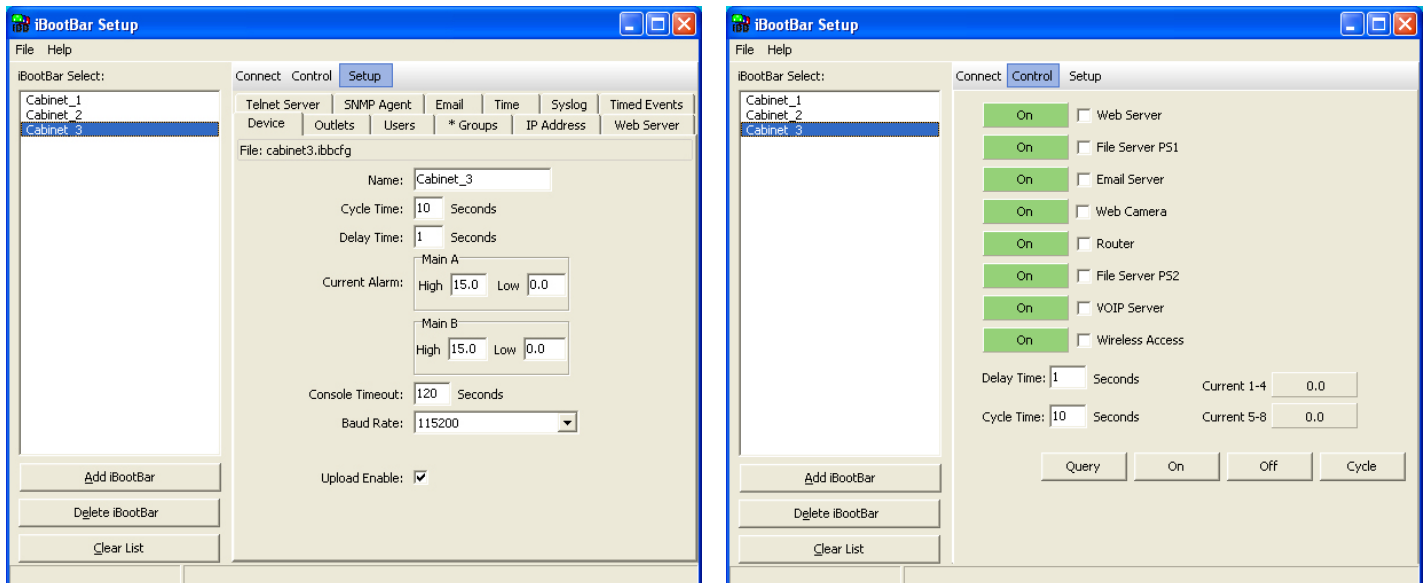 iBootBar Setup
File Help
iBootBar Select:
Cabinet_1
Cabinet_2
Cabinet_3
Add iBootBar
Delete iBootBar
Clear List
Connect Control Setup
Telnet Server SNMP Agent Email Time Syslog Timed Events
Device Outlets Users * Groups IP Address Web Server
File: cabinet3.ibbcfg
Name: Cabinet_3
Cycle Time: 10 Seconds
Delay Time: 1 Seconds
Current Alarm:
Main A
High 15.0 Low 0.0
Main B
High 15.0 Low 0.0
Console Timeout: 120 Seconds
Baud Rate: 115200
Upload Enable:
iBootBar Setup
File Help
iBootBar Select:
Cabinet_1
Cabinet_2
Cabinet_3
Add iBootBar
Delete iBootBar
Clear List
Connect Control Setup
On Web Server
On File Server PS1
On Email Server
On Web Camera
On Router
On File Server PS2
On VOIP Server
On Wireless Access
Delay Time: 1 Seconds Current 1-4 0.0
Cycle Time: 10 Seconds Current 5-8 0.0
Query On Off Cycle